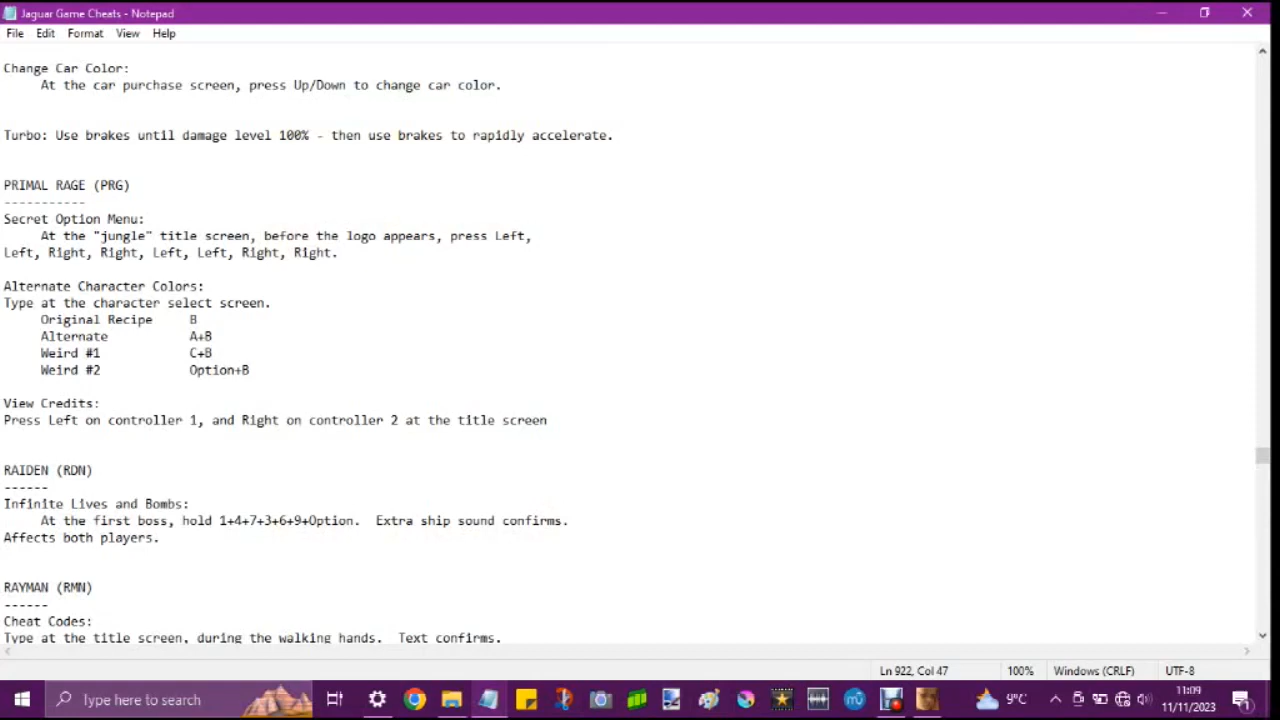 Jaguar Game Cheats - Notepad
File Edit Format View Help
Change Car Color:
At the car purchase screen, press Up/Down to change car color.
Turbo: Use brakes until damage level 100% - then use brakes to rapidly accelerate.
PRIMAL RAGE (PRG)
-----------
Secret Option Menu:
At the "jungle" title screen, before the logo appears, press Left,
Left, Right, Right, Left, Left, Right, Right.
Alternate Character Colors:
Type at the character select screen.
Original Recipe B
Alternate A+B
Weird #1 C+B
Weird #2 Option+B
View Credits:
Press Left on controller 1, and Right on controller 2 at the title screen
RAIDEN (RDN)
------
Infinite Lives and Bombs:
At the first boss, hold 1+4+7+3+6+9+Option. Extra ship sound confirms.
Affects both players.
RAYMAN (RMN)
------
Cheat Codes:
Type at the title screen, during the walking hands. Text confirms.
Ln 922, Col 47 100% Windows (CRLF) UTF-8
Type here to search 9°C 11:09
11/11/2023